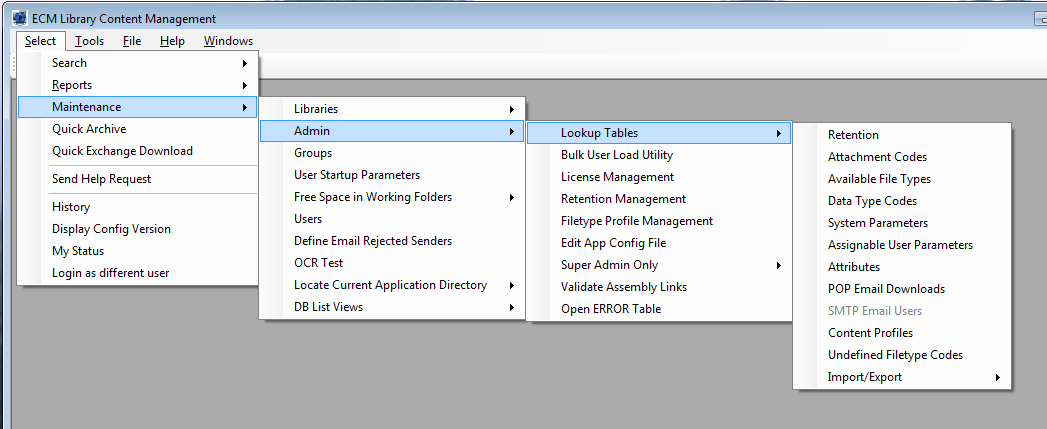 ECM Library Content Management
Select Tools File Help Windows
Search
Reports
Maintenance
Quick Archive
Quick Exchange Download
Send Help Request
History
Display Config Version
My Status
Login as different user
Libraries
Admin
Groups
User Startup Parameters
Free Space in Working Folders
Users
Define Email Rejected Senders
OCR Test
Locate Current Application Directory
DB List Views
Lookup Tables
Bulk User Load Utility
License Management
Retention Management
Filetype Profile Management
Edit App Config File
Super Admin Only
Validate Assembly Links
Open ERROR Table
Retention
Attachment Codes
Available File Types
Data Type Codes
System Parameters
Assignable User Parameters
Attributes
POP Email Downloads
SMTP Email Users
Content Profiles
Undefined Filetype Codes
Import/Export